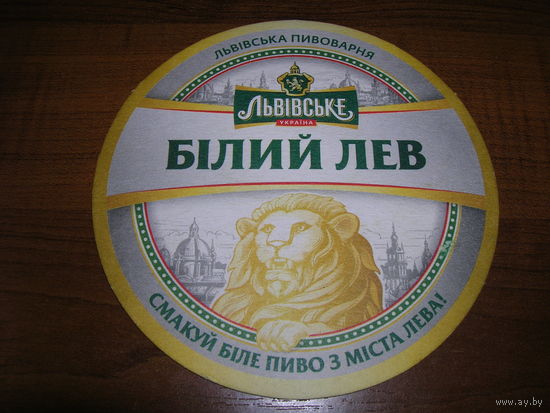 ЛЬВІВСЬКА ПИВОВАРНЯ
ЛЬВІВСЬКЕ
УКРАЇНА
БІЛИЙ ЛЕВ
СМАКУЙ БІЛЕ ПИВО З МІСТА ЛЕВА!
www.ay.by